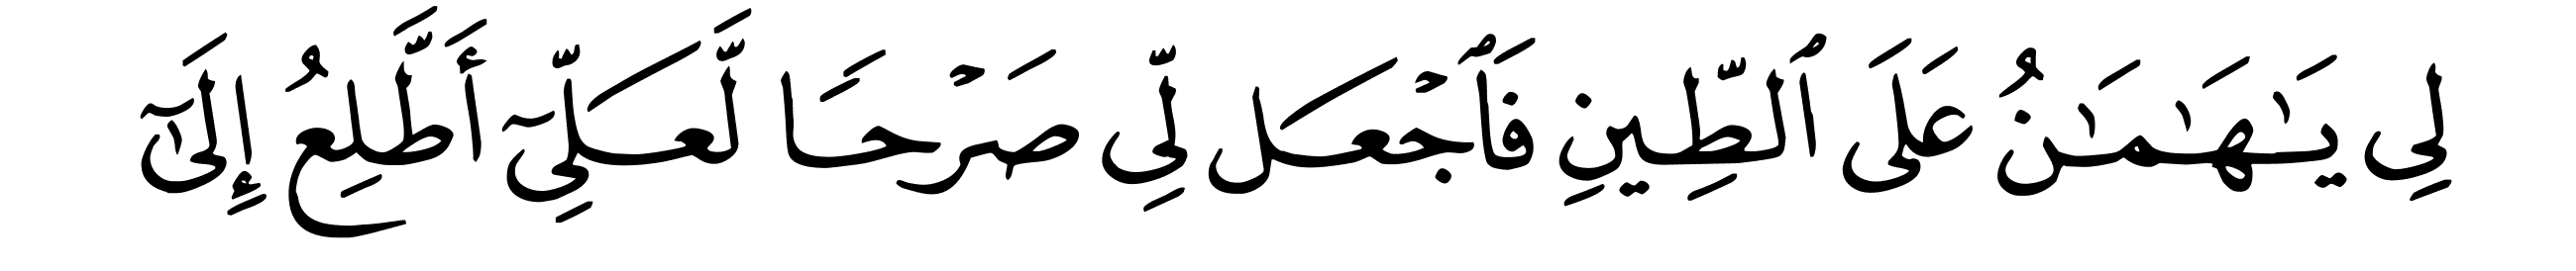 لِي يَـٰهَـٰمَـٰنُ عَلَى ٱلطِّينِ فَٱجْعَل لِّي صَرْحًا لَّعَلِّيٓ أَطَّلِعُ إِلَىٰٓ